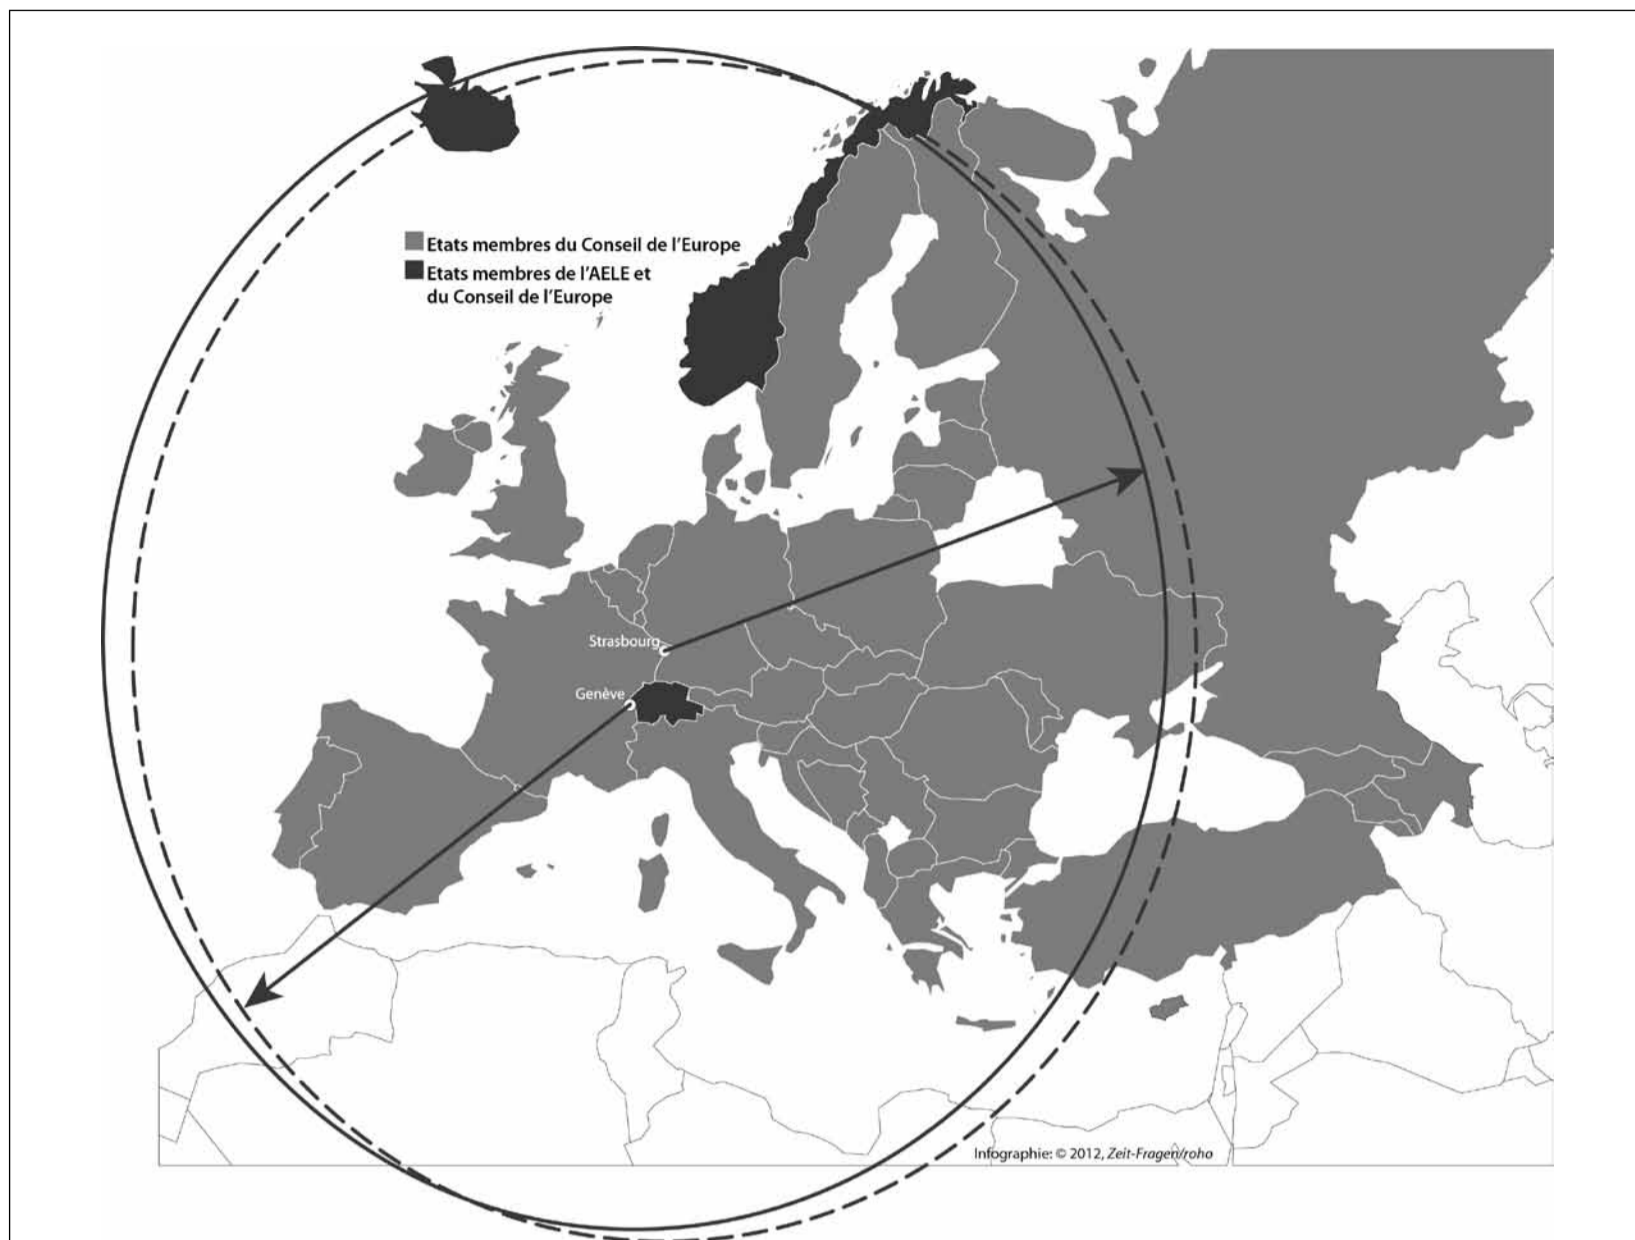 Etats membres du Conseil de l'Europe
Etats membres de l'AELE et
du Conseil de l'Europe
Strasbourg
Genève
Infographie: © 2012, Zeit-Fragen/roho